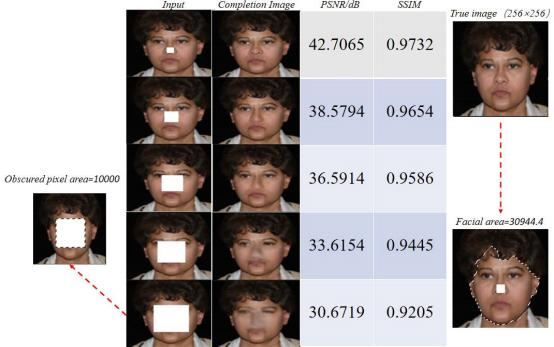 Input Completion Image PSNR/dB SSIM
True image (256×256)
42.7065 0.9732
38.5794 0.9654
36.5914 0.9586
Obscured pixel area=10000
33.6154 0.9445
Facial area=30944.4
30.6719 0.9205